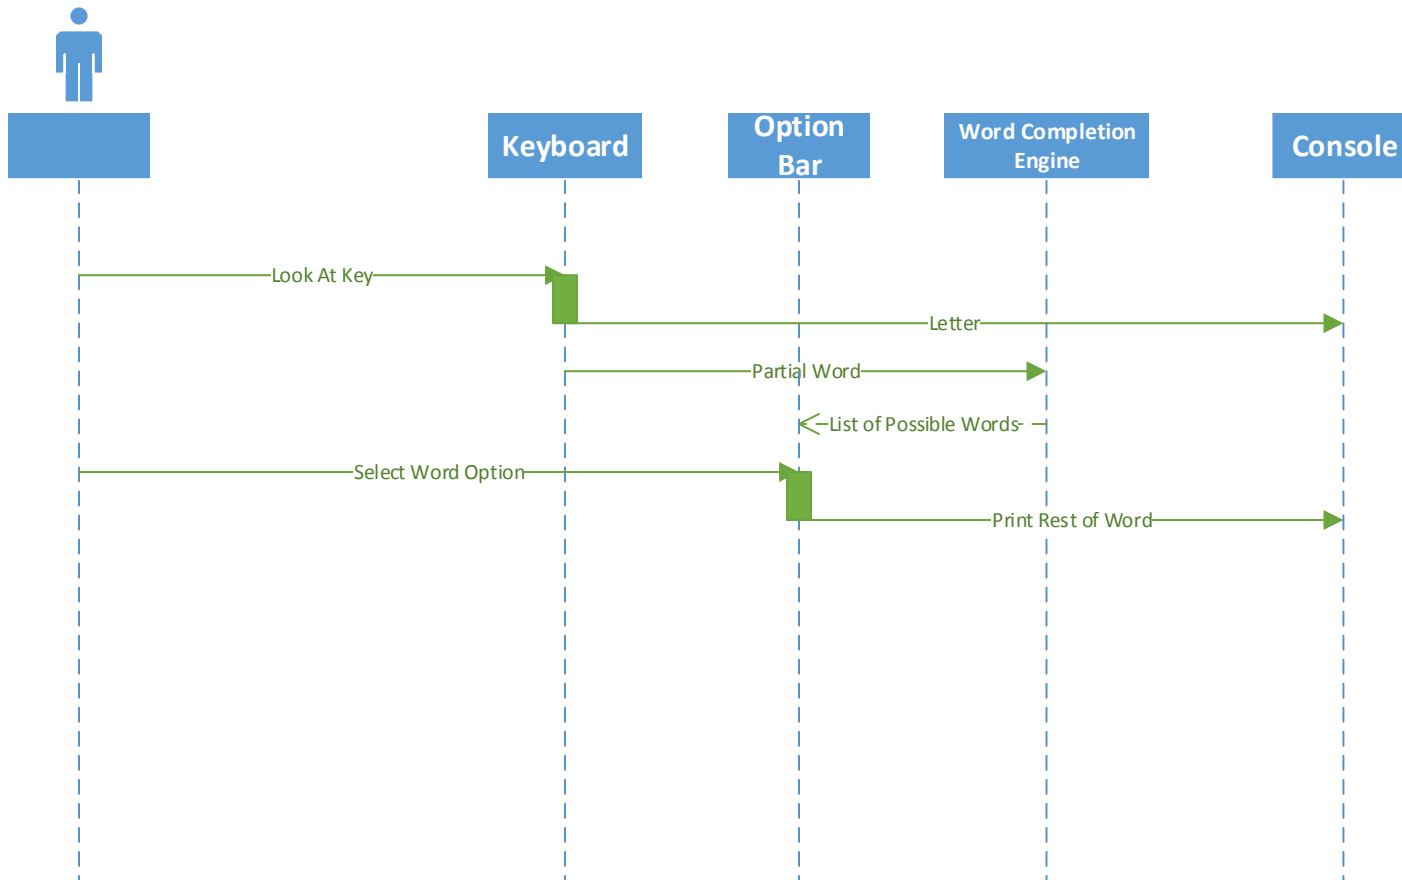 Keyboard
Option
Bar
Word Completion
Engine
Console
Look At Key
Letter
Partial Word
List of Possible Words
Select Word Option
Print Rest of Word